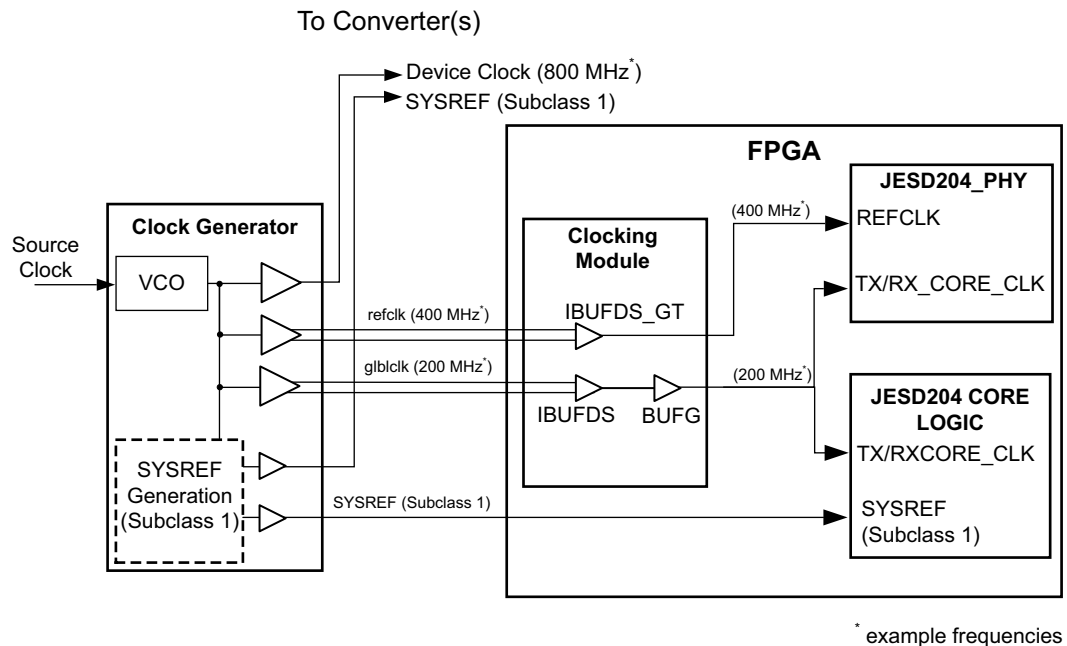 To Converter(s)
Device Clock (800 MHz*)
SYSREF (Subclass 1)
FPGA
JESD204_PHY
REFCLK
TX/RX_CORE_CLK
(400 MHz*)
Clock Generator
Source
Clock
VCO
Clocking
Module
refclk (400 MHz*)
IBUFDS_GT
glblclk (200 MHz*)
IBUFDS
BUFG
(200 MHz*)
JESD204 CORE
LOGIC
TX/RXCORE_CLK
SYSREF
(Subclass 1)
SYSREF
Generation
(Subclass 1)
SYSREF (Subclass 1)
* example frequencies